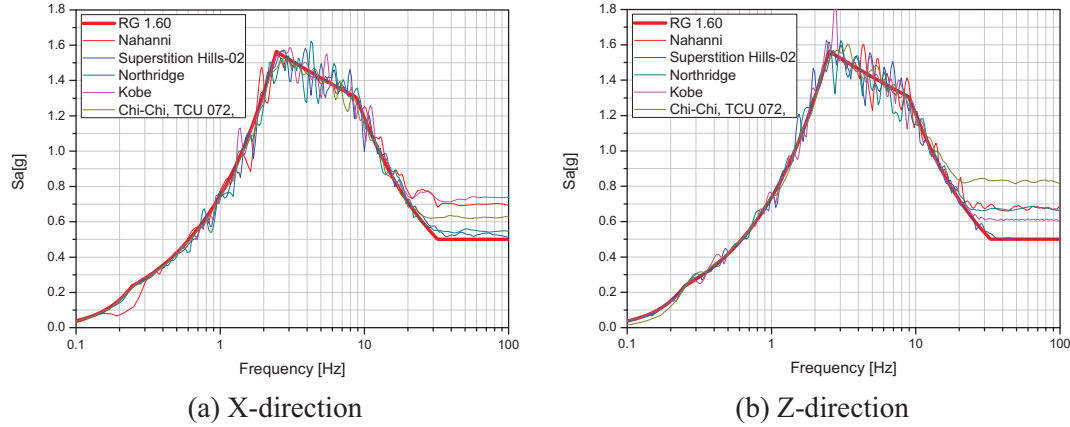 RG 1.60
Nahanni
Superstition Hills-02
Northridge
Kobe
Chi-Chi, TCU 072,
1.8
1.6
1.4
1.2
1.0
0.8
0.6
0.4
0.2
0.0
Sa[g]
0.1
1
10
100
Frequency [Hz]
(a) X-direction
RG 1.60
Nahanni
Superstition Hills-02
Northridge
Kobe
Chi-Chi, TCU 072,
1.8
1.6
1.4
1.2
1.0
0.8
0.6
0.4
0.2
0.0
Sa[g]
0.1
1
10
100
Frequency [Hz]
(b) Z-direction